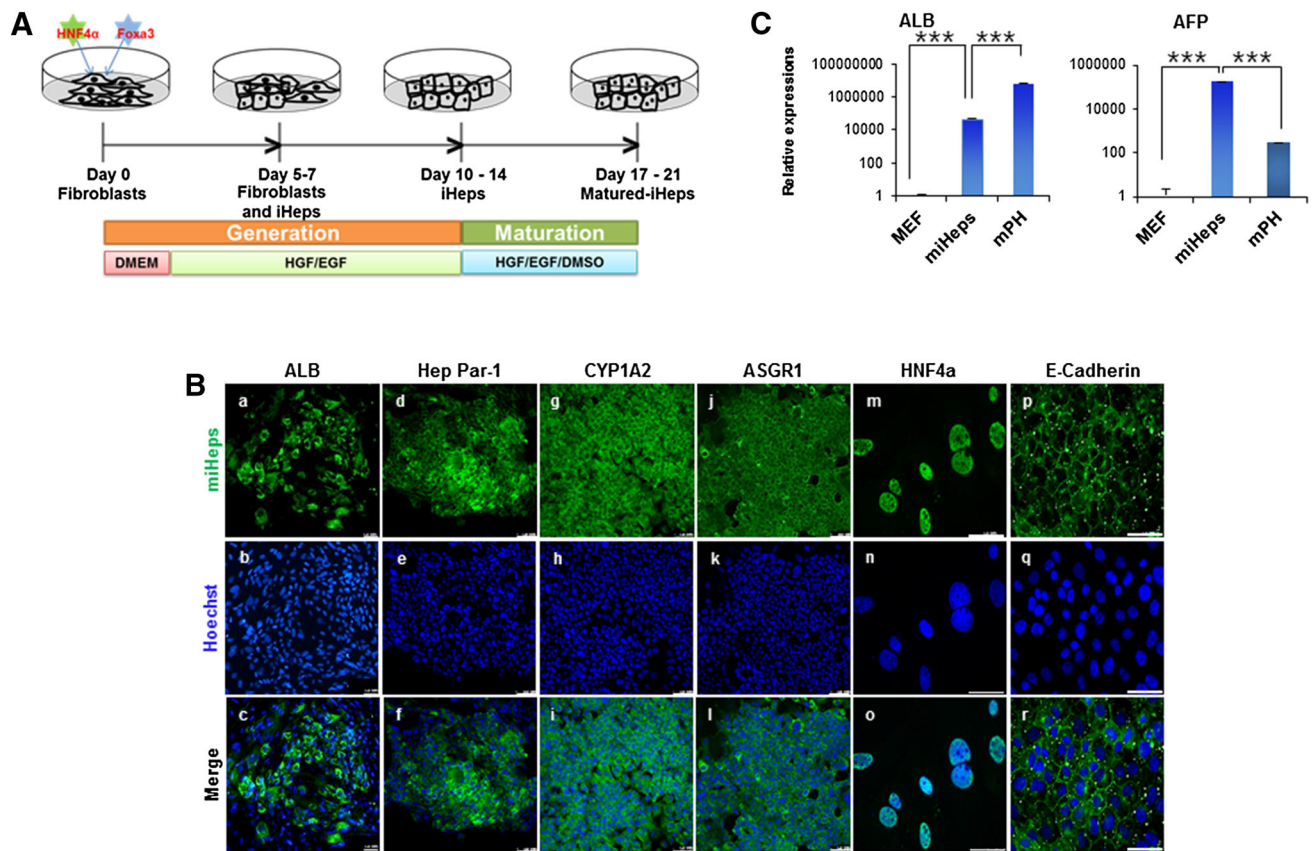 A
HNF4α Foxa3
Day 0
Fibroblasts
Day 5-7
Fibroblasts
and iHeps
Day 10 - 14
iHeps
Day 17 - 21
Matured-iHeps
Generation Maturation
DMEM HGF/EGF HGF/EGF/DMSO
C
ALB
Relative expressions
100000000
1000000
10000
100
1
*** ***
MEF miHeps mPH
AFP
1000000
10000
100
1
*** ***
MEF miHeps mPH
B
ALB Hep Par-1 CYP1A2 ASGR1 HNF4a E-Cadherin
miHeps
a d g j m p
Hoechst
b e h k n q
Merge
c f i l o r